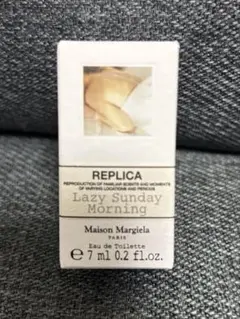 REPLICA
REPRODUCTION OF FAMILIAR SCENTS AND MOMENTS
OF VARYING LOCATIONS AND PERIODS
Lazy Sunday
Morning
Maison Margiela
PARIS
Eau de Toilette
e 7 ml 0.2 fl.oz.